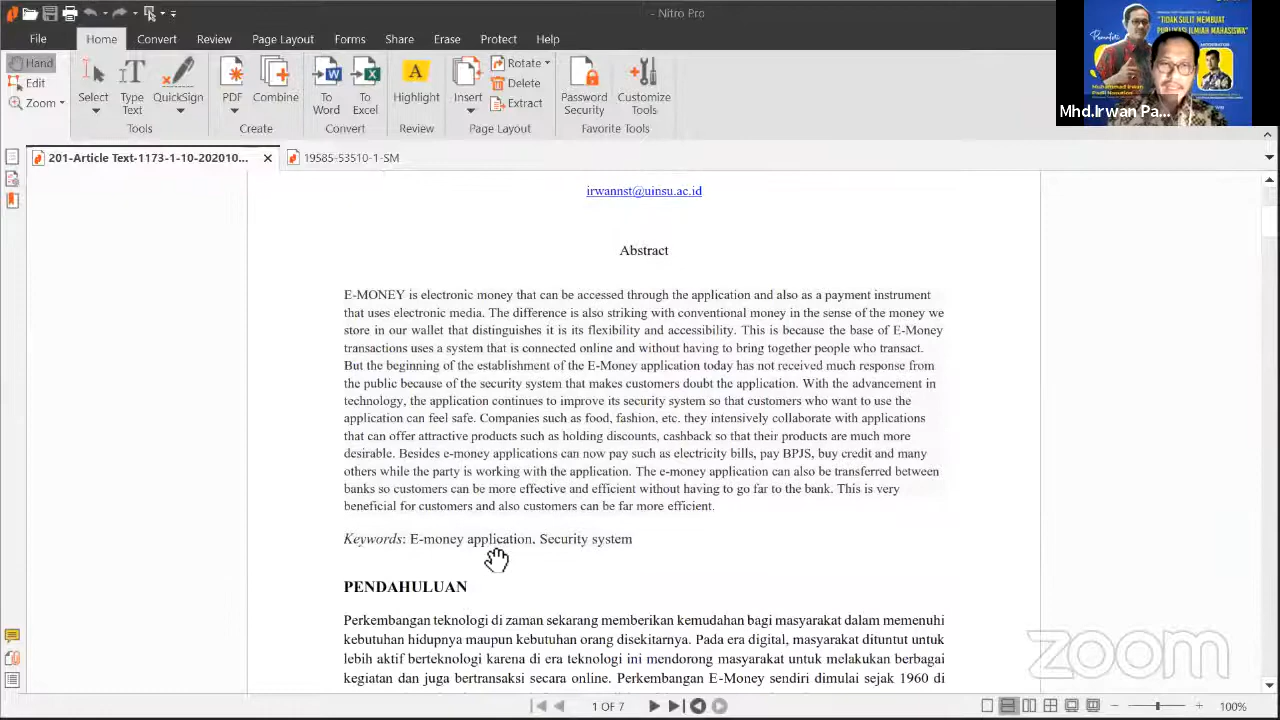 - Nitro Pro
File Home Convert Review Page Layout Forms Share Erase Protect Help
Hand
Edit
Zoom
Select
Type Text
QuickSign
Tools
PDF
Combine
Create
To Word
To Excel
Convert
Highlight
Review
Insert
Rotate
Delete
Extract
Page Layout
Password Security
Customize Tools
Favorite Tools
"TIDAK SULIT MEMBUAT
PUBLIKASI ILMIAH MAHASISWA"
Mhd.Irwan Pa...
201-Article Text-1173-1-10-202010...
19585-53510-1-SM
irwannst@uinsu.ac.id
Abstract
E-MONEY is electronic money that can be accessed through the application and also as a payment instrument
that uses electronic media. The difference is also striking with conventional money in the sense of the money we
store in our wallet that distinguishes it is its flexibility and accessibility. This is because the base of E-Money
transactions uses a system that is connected online and without having to bring together people who transact.
But the beginning of the establishment of the E-Money application today has not received much response from
the public because of the security system that makes customers doubt the application. With the advancement in
technology, the application continues to improve its security system so that customers who want to use the
application can feel safe. Companies such as food, fashion, etc. they intensively collaborate with applications
that can offer attractive products such as holding discounts, cashback so that their products are much more
desirable. Besides e-money applications can now pay such as electricity bills, pay BPJS, buy credit and many
others while the party is working with the application. The e-money application can also be transferred between
banks so customers can be more effective and efficient without having to go far to the bank. This is very
beneficial for customers and also customers can be far more efficient.
Keywords: E-money application, Security system
PENDAHULUAN
Perkembangan teknologi di zaman sekarang memberikan kemudahan bagi masyarakat dalam memenuhi
kebutuhan hidupnya maupun kebutuhan orang disekitarnya. Pada era digital, masyarakat dituntut untuk
lebih aktif berteknologi karena di era teknologi ini mendorong masyarakat untuk melakukan berbagai
kegiatan dan juga bertransaksi secara online. Perkembangan E-Money sendiri dimulai sejak 1960 di
zoom
1 OF 7
100%